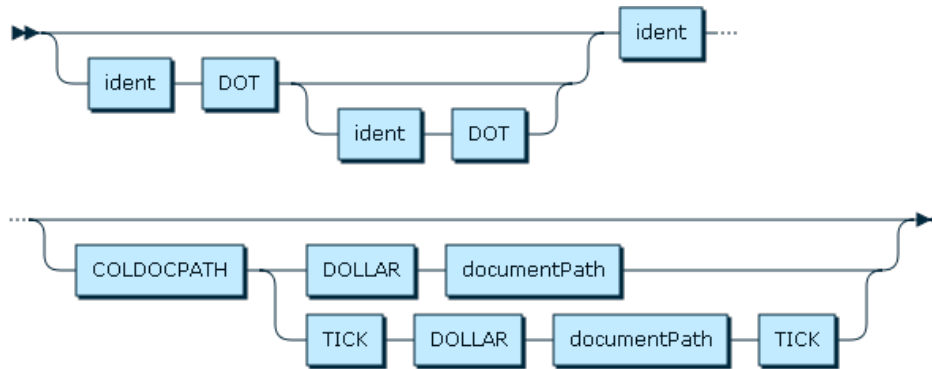 ident
ident DOT
ident DOT
COLDOCPATH DOLLAR documentPath
TICK DOLLAR documentPath TICK